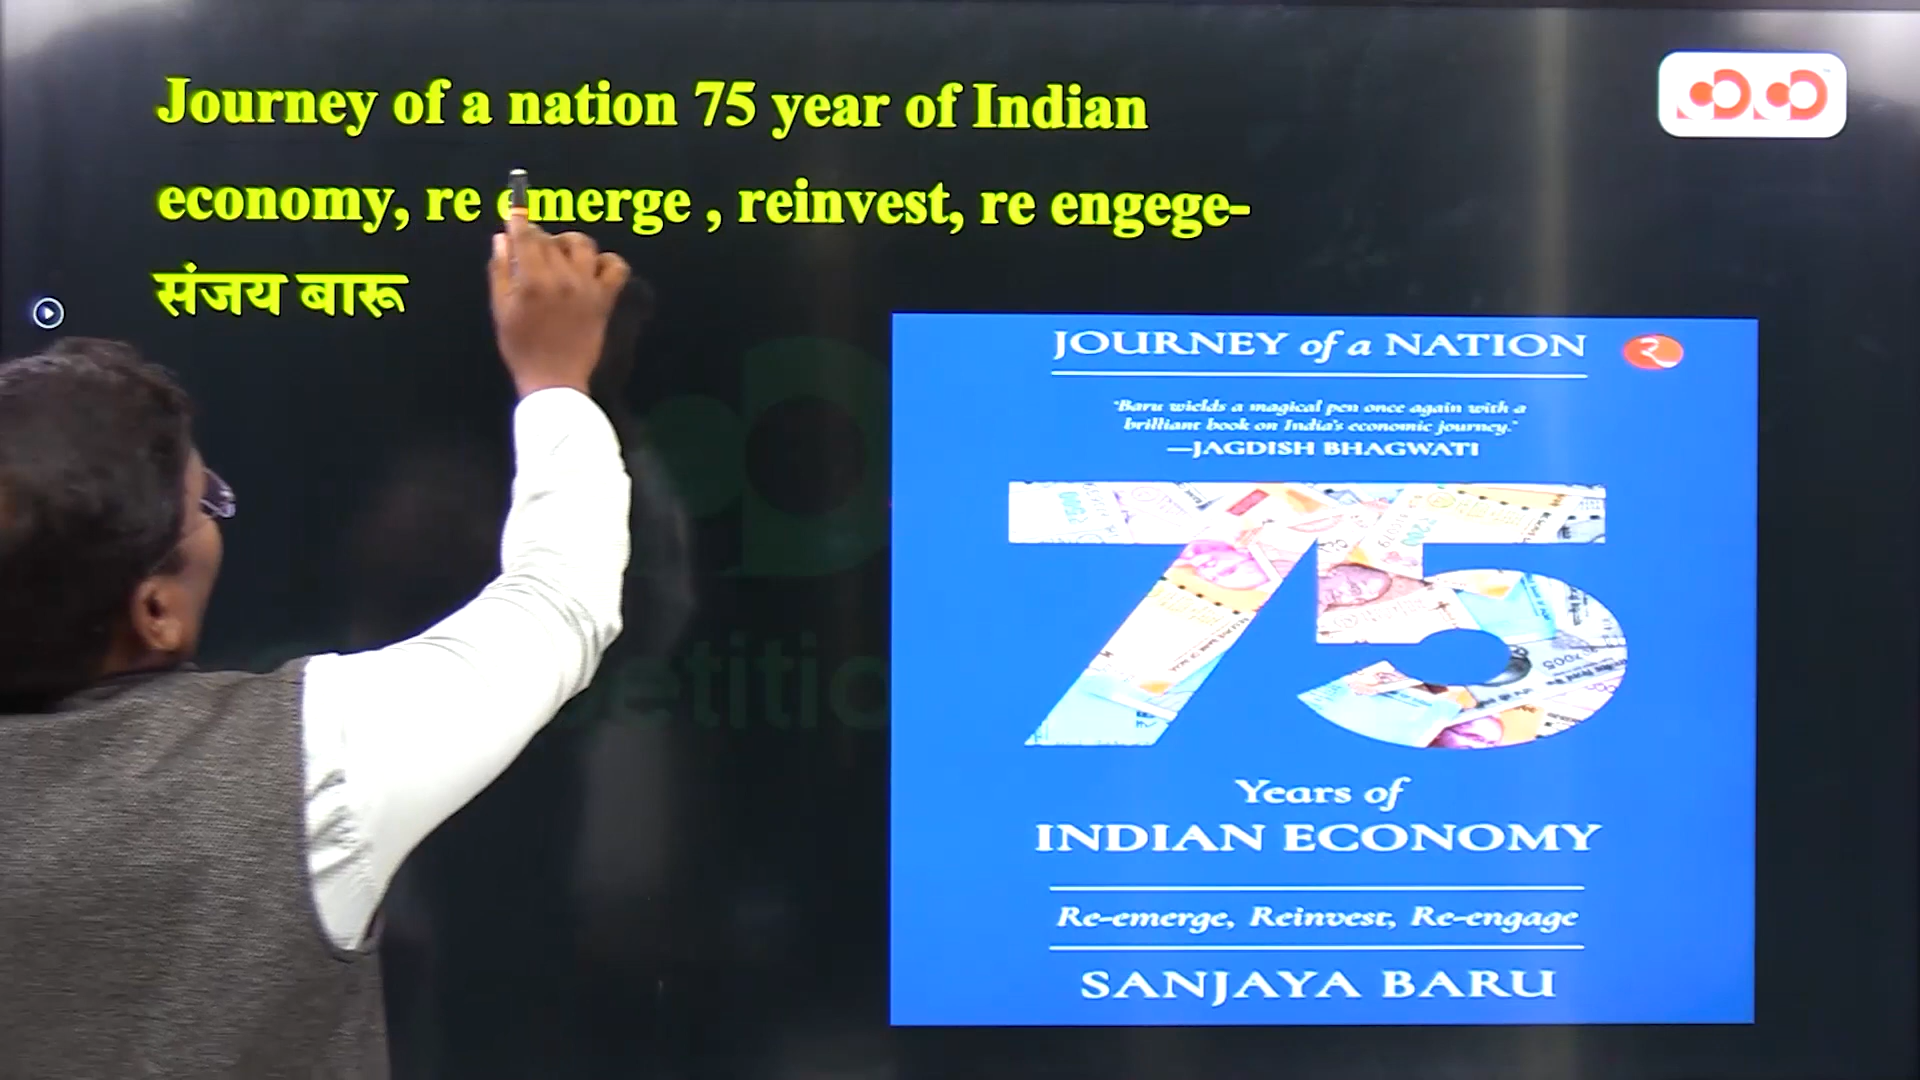 Journey of a nation 75 year of Indian
economy, re emerge , reinvest, re engege-
संजय बारू
JOURNEY of a NATION
"Baru wields a magical pen once again with a
brilliant book on India's economic journey."
—JAGDISH BHAGWATI
75
Years of
INDIAN ECONOMY
Re-emerge, Reinvest, Re-engage
SANJAYA BARU